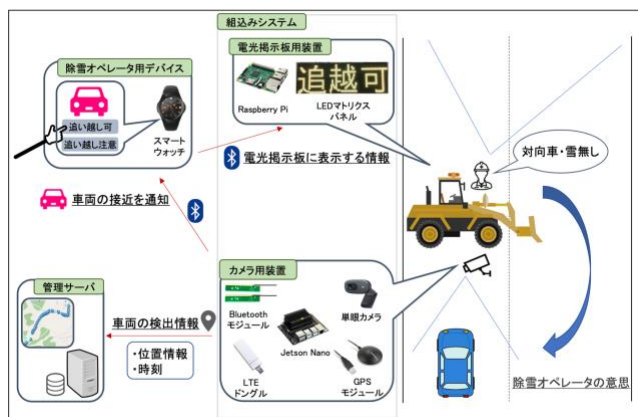 組込みシステム
電光掲示板用装置
追越可
Raspberry Pi
LEDマトリクス
パネル
除雪オペレータ用デバイス
追い越し可
追い越し注意
スマート
ウォッチ
電光掲示板に表示する情報
対向車・雪無し
車両の接近を通知
管理サーバ
車両の検出情報
・位置情報
・時刻
カメラ用装置
Bluetooth
モジュール
単眼カメラ
Jetson Nano
LTE
ドングル
GPS
モジュール
除雪オペレータの意思